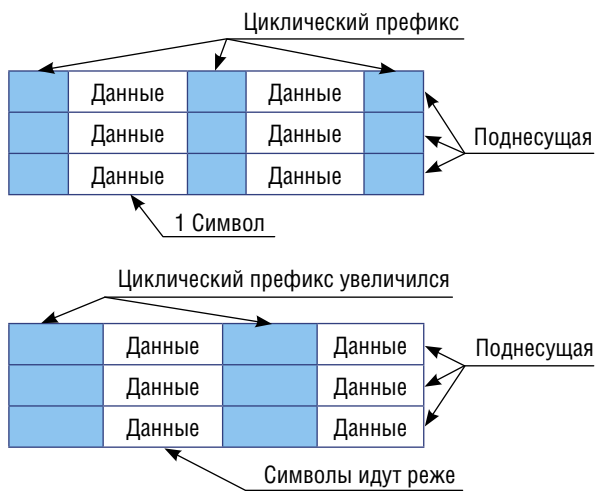 Циклический префикс
Данные Данные
Данные Данные
Поднесущая
Данные Данные
1 Символ
Циклический префикс увеличился
Данные Данные
Поднесущая
Данные Данные
Данные Данные
Символы идут реже